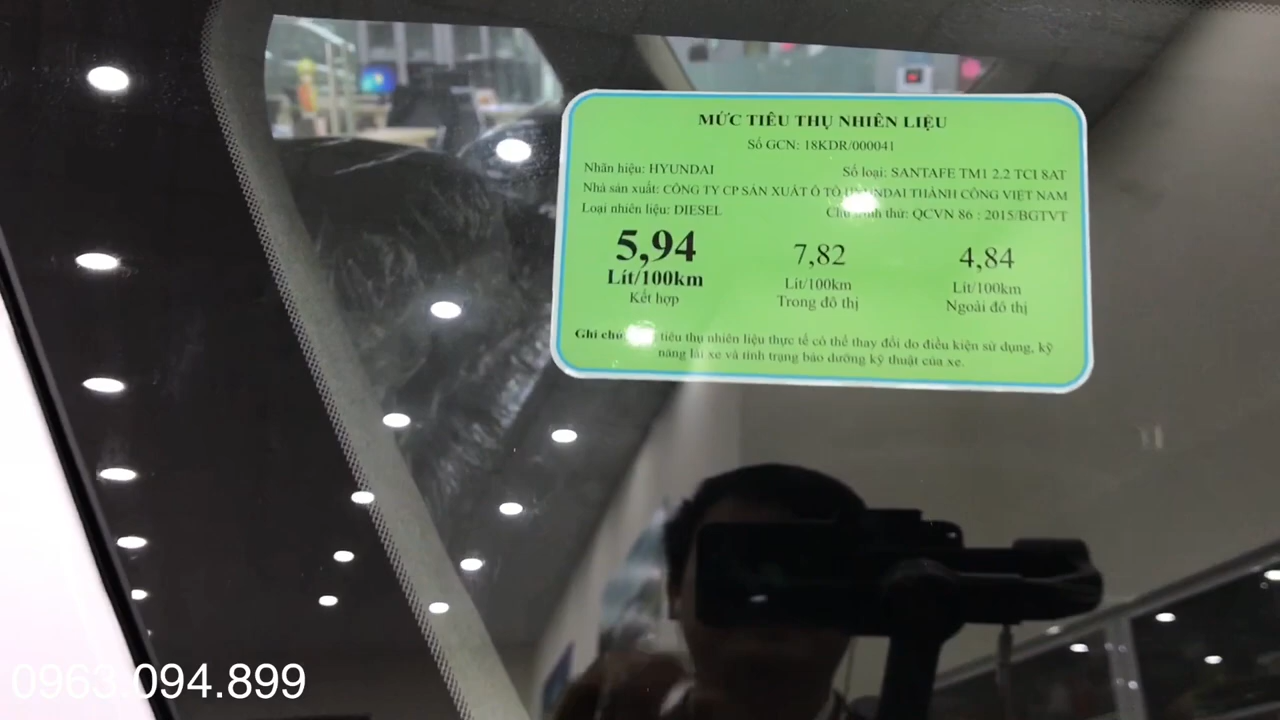 MỨC TIÊU THỤ NHIÊN LIỆU
Số GCN: 18KDR/000041
Nhãn hiệu: HYUNDAI Số loại: SANTAFE TM1 2.2 TCI 8AT
Nhà sản xuất: CÔNG TY CP SẢN XUẤT Ô TÔ HYUNDAI THÀNH CÔNG VIỆT NAM
Loại nhiên liệu: DIESEL thử: QCVN 86 : 2015/BGTVT
5,94 7,82 4,84
Lít/100km Lít/100km Lít/100km
Kết hợp Trong đô thị Ngoài đô thị
Ghi chú tiêu thụ nhiên liệu thực tế có thể thay đổi do điều kiện sử dụng, kỹ
năng lái xe và tình trạng bảo dưỡng kỹ thuật của xe.
0963.094.899